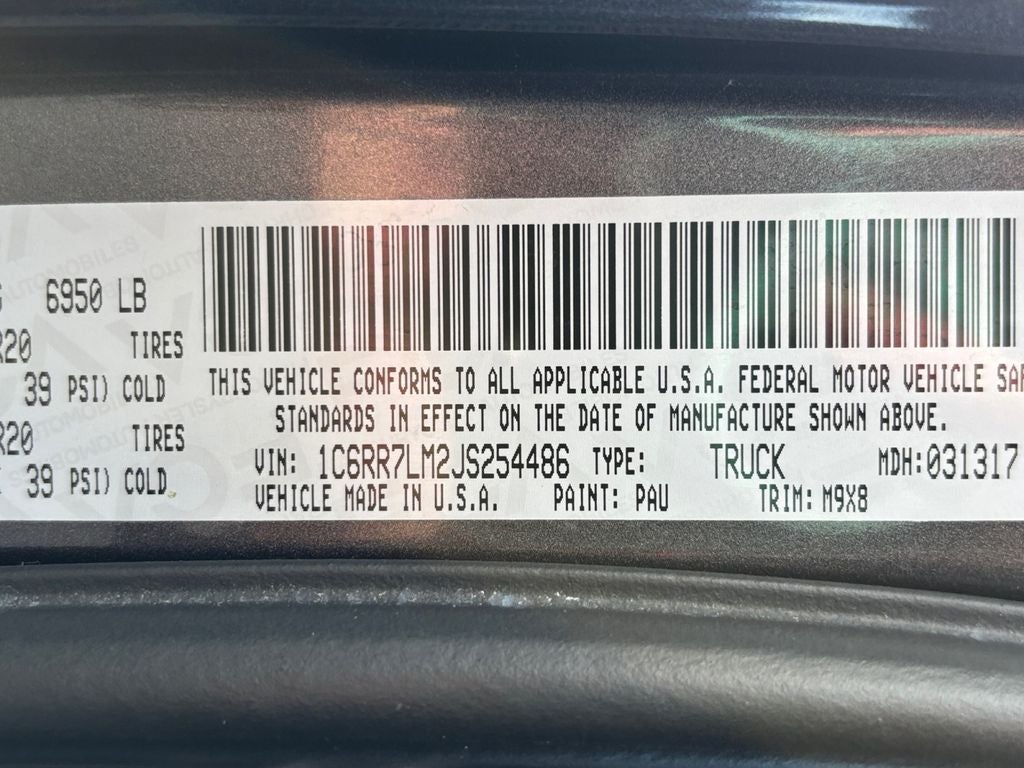 6950 LB
R20 TIRES
39 PSI) COLD
R20 TIRES
39 PSI) COLD
THIS VEHICLE CONFORMS TO ALL APPLICABLE U.S.A. FEDERAL MOTOR VEHICLE SAF
STANDARDS IN EFFECT ON THE DATE OF MANUFACTURE SHOWN ABOVE.
VIN: 1C6RR7LM2JS254486 TYPE: TRUCK MDH:031317
VEHICLE MADE IN U.S.A. PAINT: PAU TRIM: M9X8